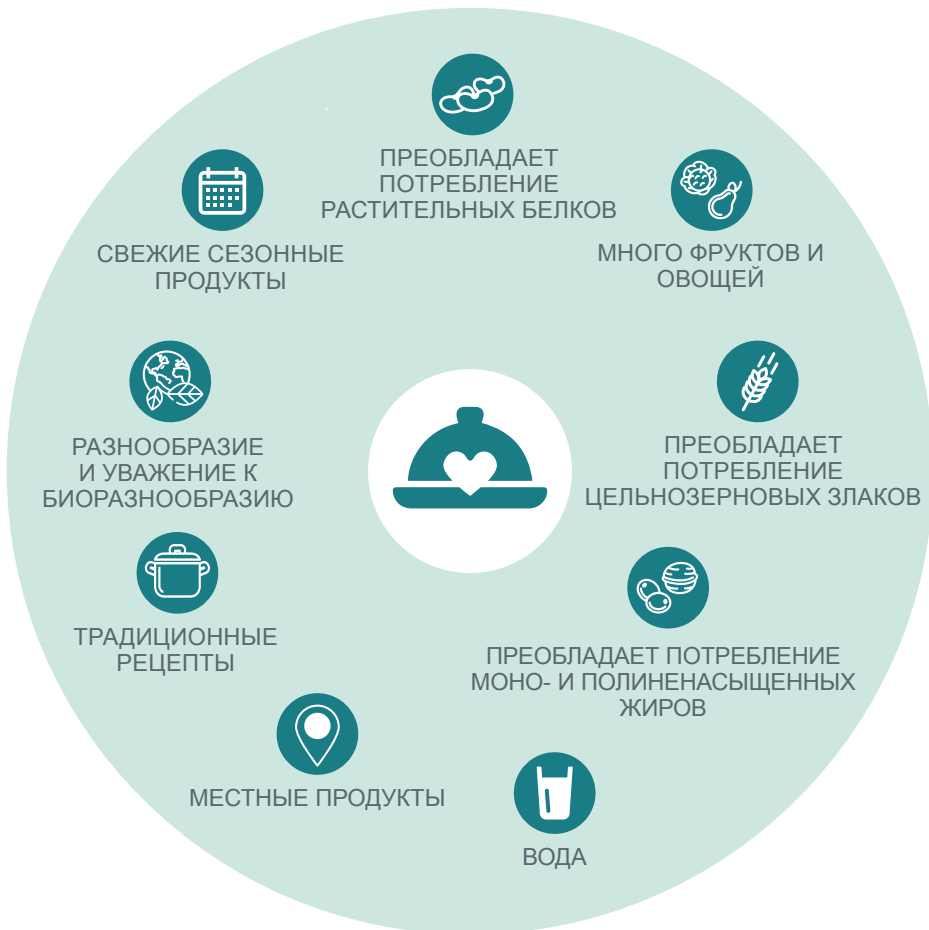 ПРЕОБЛАДАЕТ
ПОТРЕБЛЕНИЕ
РАСТИТЕЛЬНЫХ БЕЛКОВ
МНОГО ФРУКТОВ И
ОВОЩЕЙ
ПРЕОБЛАДАЕТ
ПОТРЕБЛЕНИЕ
ЦЕЛЬНОЗЕРНОВЫХ ЗЛАКОВ
ПРЕОБЛАДАЕТ ПОТРЕБЛЕНИЕ
МОНО- И ПОЛИНЕНАСЫЩЕННЫХ
ЖИРОВ
ВОДА
МЕСТНЫЕ ПРОДУКТЫ
ТРАДИЦИОННЫЕ
РЕЦЕПТЫ
РАЗНООБРАЗИЕ
И УВАЖЕНИЕ К
БИОРАЗНООБРАЗИЮ
СВЕЖИЕ СЕЗОННЫЕ
ПРОДУКТЫ